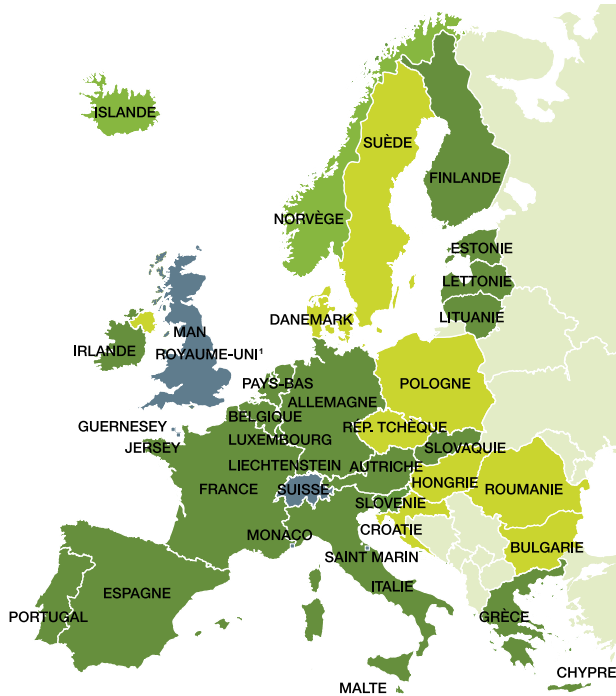 ISLANDE
SUÈDE
FINLANDE
NORVÈGE
ESTONIE
LETTONIE
DANEMARK
LITUANIE
MAN
IRLANDE
ROYAUME-UNI¹
PAYS-BAS
POLOGNE
ALLEMAGNE
BELGIQUE
GUERNESEY
RÉP. TCHÈQUE
JERSEY
LUXEMBOURG
SLOVAQUIE
LIECHTENSTEIN
AUTRICHE
FRANCE
SUISSE
HONGRIE
ROUMANIE
SLOVENIE
CROATIE
MONACO
BULGARIE
SAINT MARIN
ITALIE
ESPAGNE
PORTUGAL
GRÈCE
CHYPRE
MALTE